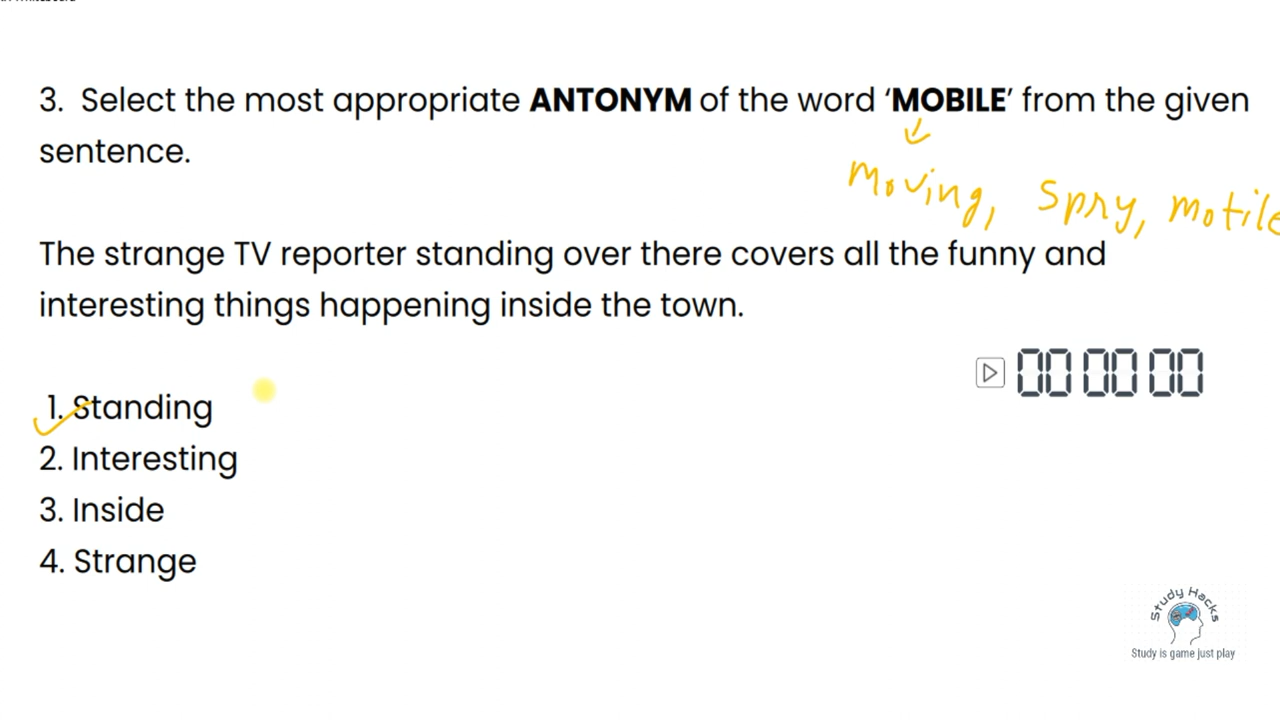 3. Select the most appropriate ANTONYM of the word ‘MOBILE’ from the given
sentence.
Moving, Spry, Motile
The strange TV reporter standing over there covers all the funny and
interesting things happening inside the town.
00 00 00
1. Standing
2. Interesting
3. Inside
4. Strange
Study Hacks
Study is game just play